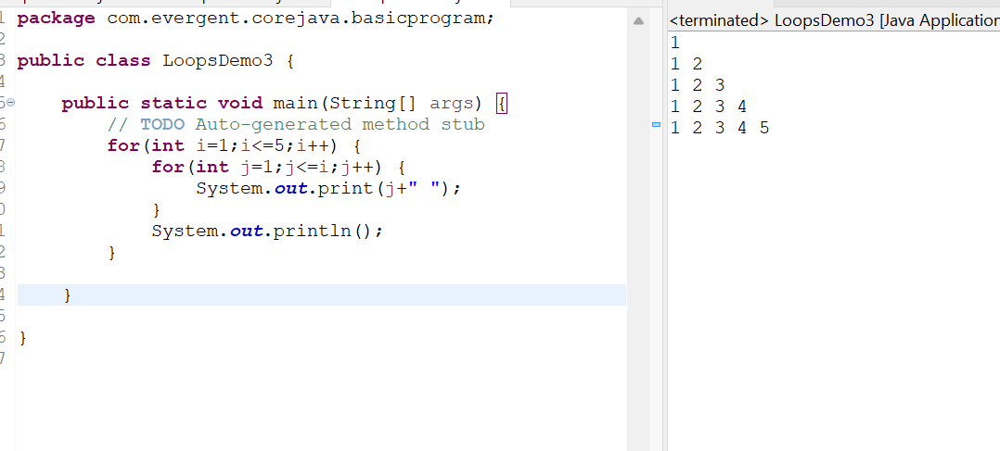 package com.evergent.corejava.basicprogram;
public class LoopsDemo3 {
public static void main(String[] args) {
// TODO Auto-generated method stub
for(int i=1;i<=5;i++) {
for(int j=1;j<=i;j++) {
System.out.print(j+" ");
}
System.out.println();
}
}
}
<terminated> LoopsDemo3 [Java Application
1
1 2
1 2 3
1 2 3 4
1 2 3 4 5